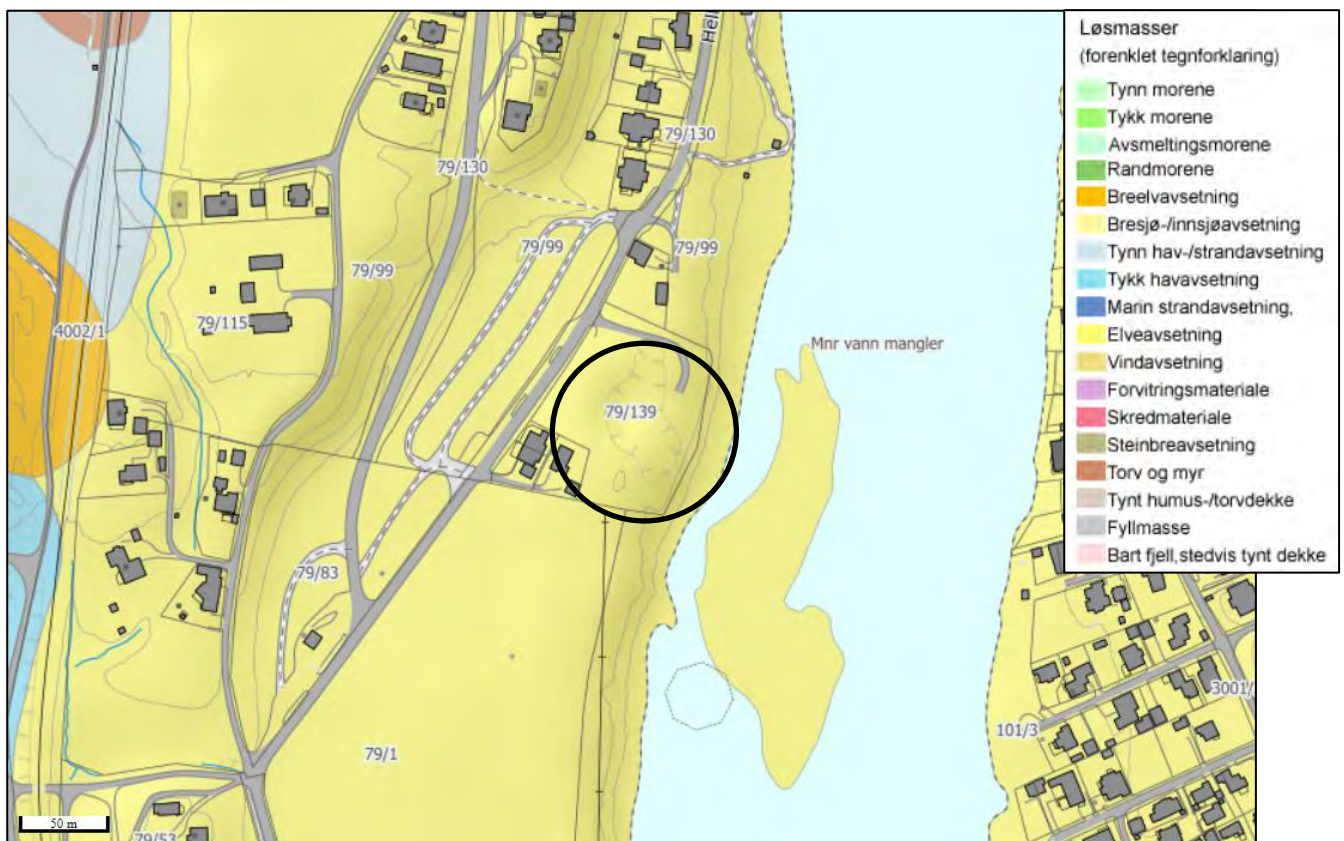 Løsmasser
(forenklet tegnforklaring)
Tynn morene
Tykk morene
Avsmeltingsmorene
Randmorene
Breelvavsetning
Bresjø-/innsjøavsetning
Tynn hav-/strandavsetning
Tykk havavsetning
Marin strandavsetning,
Elveavsetning
Vindavsetning
Forvitringsmateriale
Skredmateriale
Steinbreavsetning
Torv og myr
Tynt humus-/torvdekke
Fyllmasse
Bart fjell,stedvis tynt dekke
Hell
79/130
79/130
79/99
79/99
79/99
79/115
4002/1
Mnr vann mangler
79/139
79/83
3001/
101/3
79/1
50 m
79/53